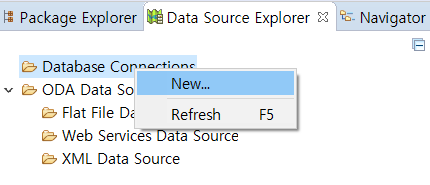 Package Explorer Data Source Explorer Navigator
Database Connections
New...
ODA Data So
Flat File Da
Refresh F5
Web Services Data Source
XML Data Source